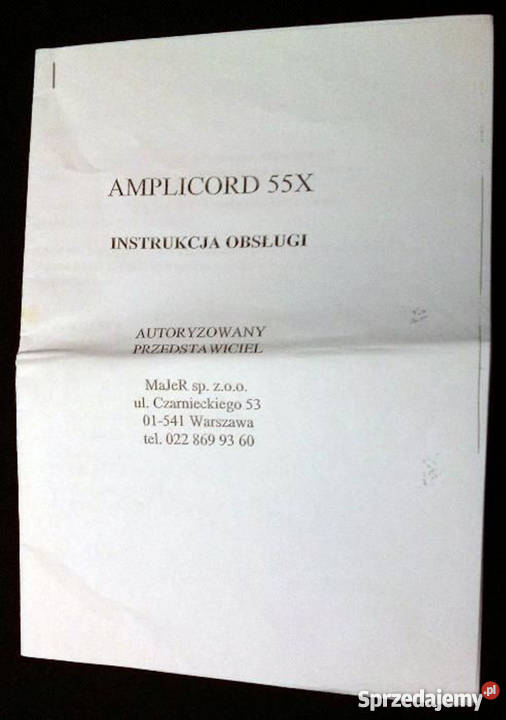 AMPLICORD 55X
INSTRUKCJA OBSŁUGI
AUTORYZOWANY
PRZEDSTAWICIEL
MaJeR sp. z.o.o.
ul. Czarnieckiego 53
01-541 Warszawa
tel. 022 869 93 60
Sprzedajemy.pl